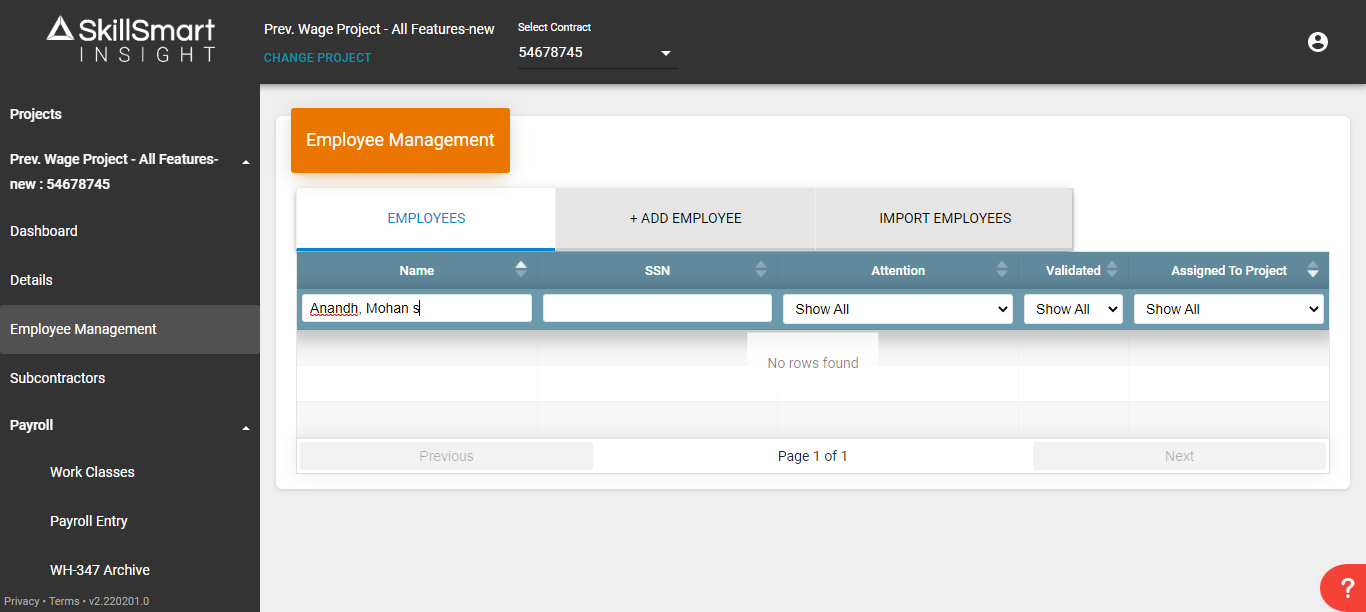 SkillSmart
INSIGHT
Prev. Wage Project - All Features-new
CHANGE PROJECT
Select Contract
54678745
Projects
Prev. Wage Project - All Features-
new : 54678745
Dashboard
Details
Employee Management
Subcontractors
Payroll
Work Classes
Payroll Entry
WH-347 Archive
Privacy • Terms • v2.220201.0
Employee Management
EMPLOYEES
+ ADD EMPLOYEE
IMPORT EMPLOYEES
Name SSN Attention Validated Assigned To Project
Anandh, Mohan s Show All Show All Show All
No rows found
Previous Page 1 of 1 Next
?